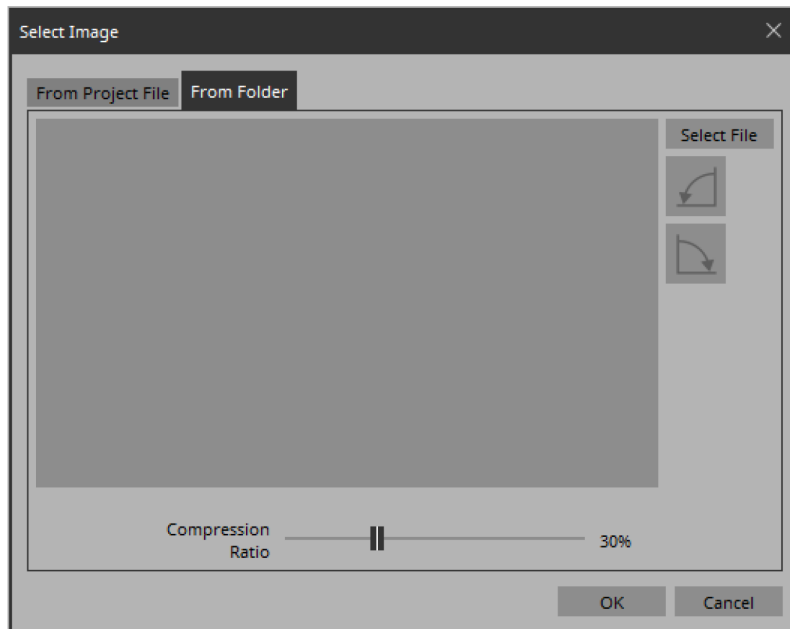 Select Image
From Project File
From Folder
Select File
Compression
Ratio
30%
OK
Cancel